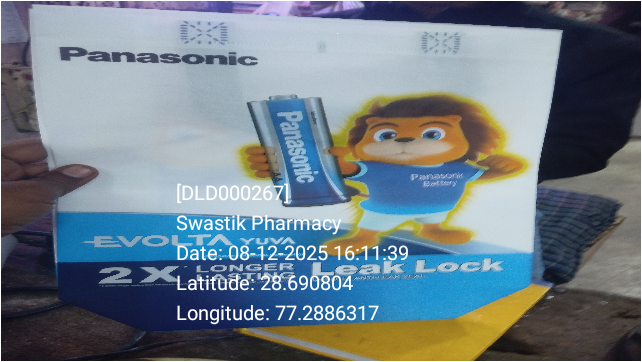 Panasonic
Panasonic
Panasonic
Battery
[DLD000267]
Swastik Pharmacy
EVOLTA YUVA
Date: 08-12-2025 16:11:39
2X LONGER
LASTING
Leak Lock
Latitude: 28.690804
Longitude: 77.2886317